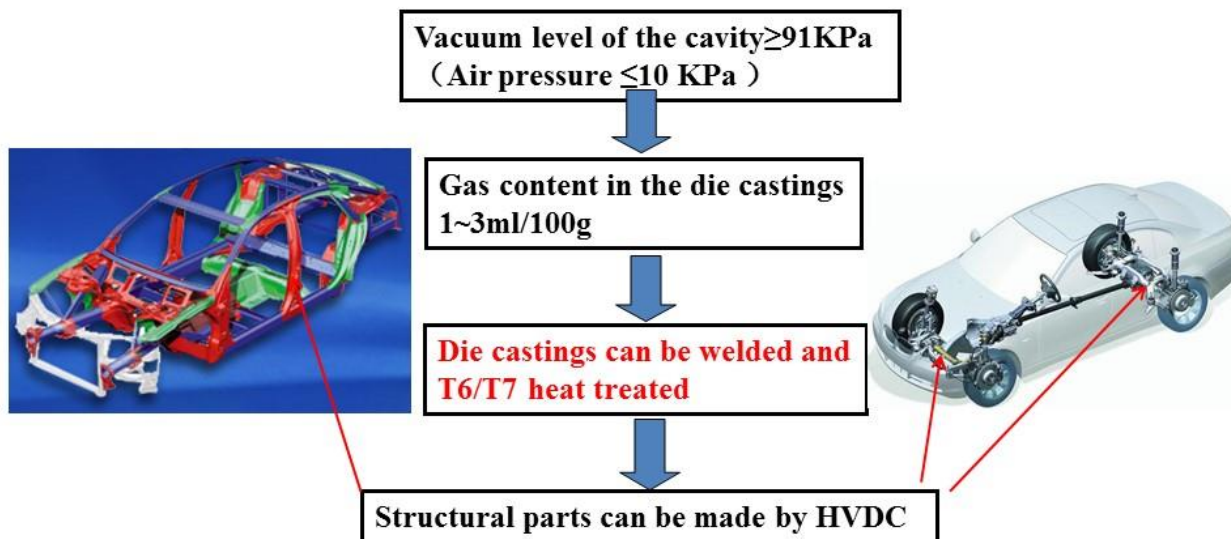 Vacuum level of the cavity≥91KPa
（Air pressure ≤10 KPa ）
Gas content in the die castings
1~3ml/100g
Die castings can be welded and
T6/T7 heat treated
Structural parts can be made by HVDC